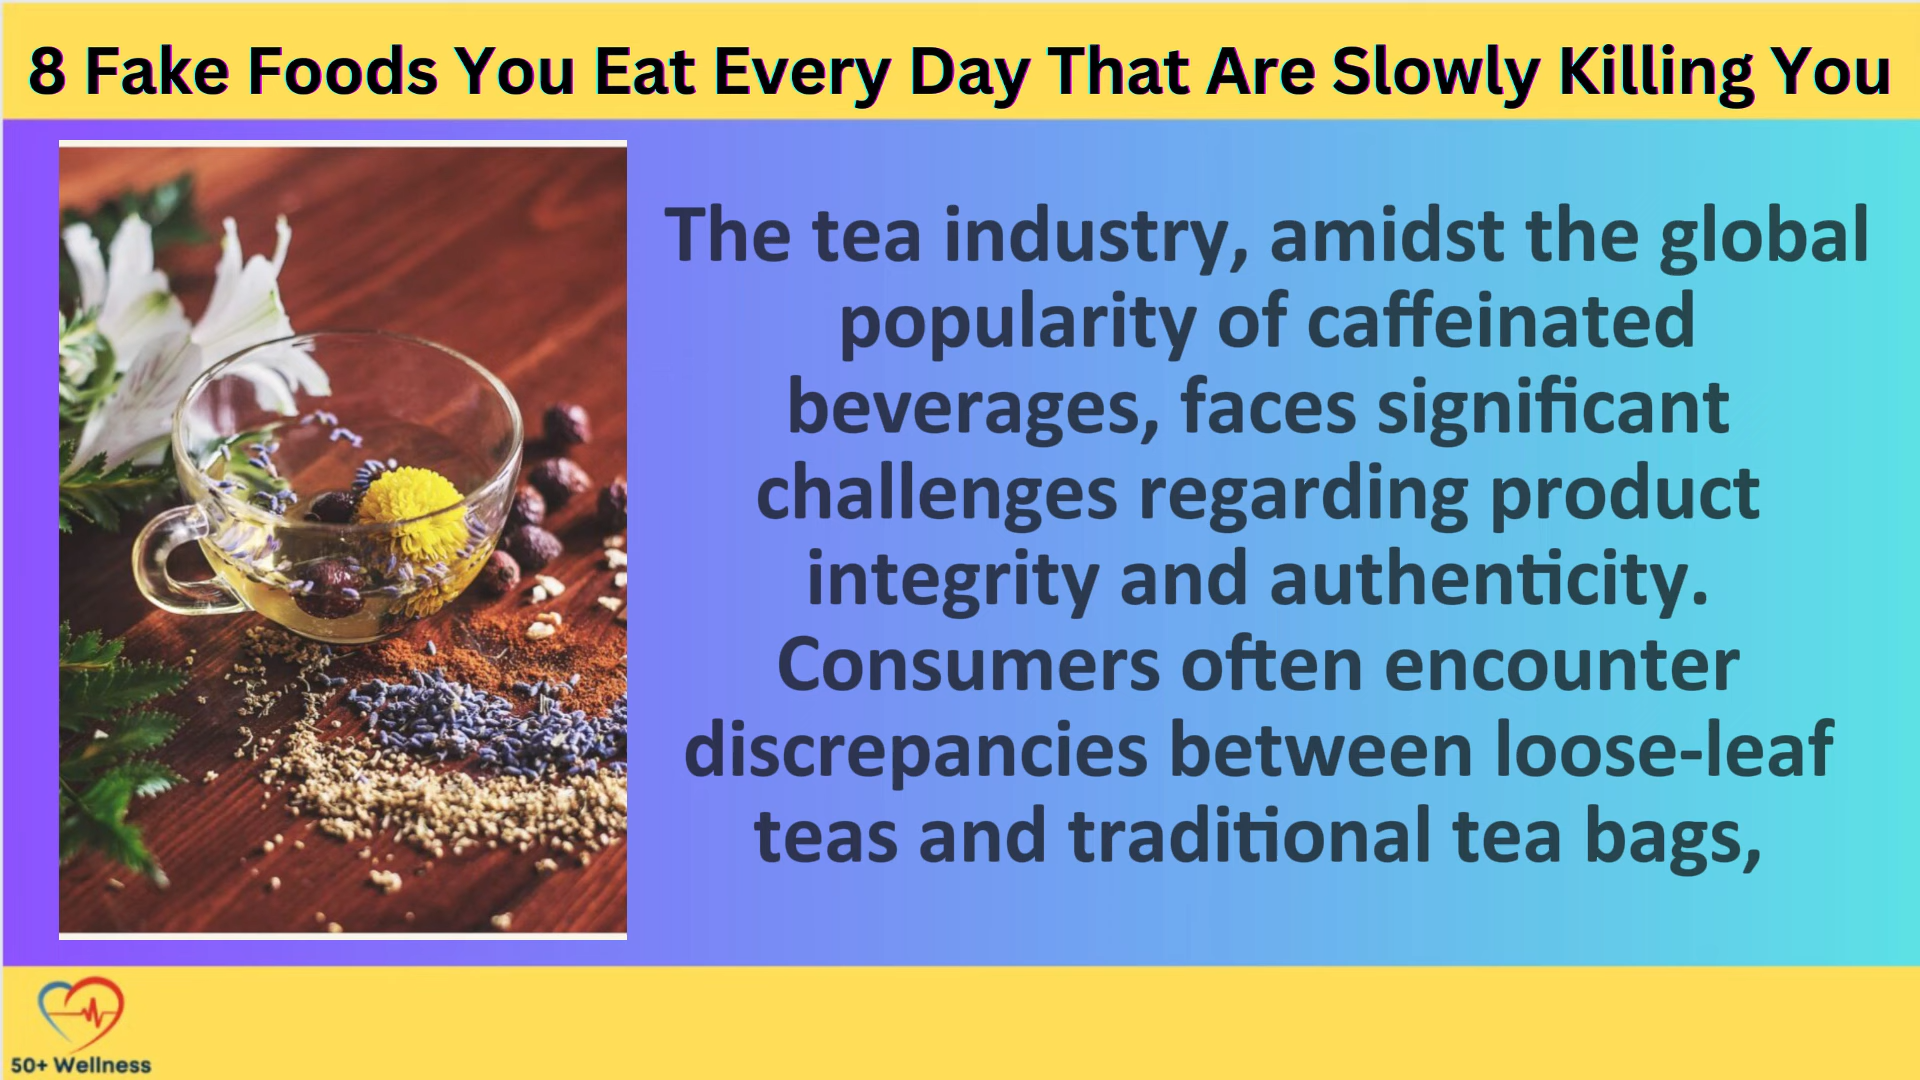 8 Fake Foods You Eat Every Day That Are Slowly Killing You
The tea industry, amidst the global
popularity of caffeinated
beverages, faces significant
challenges regarding product
integrity and authenticity.
Consumers often encounter
discrepancies between loose-leaf
teas and traditional tea bags,
50+ Wellness